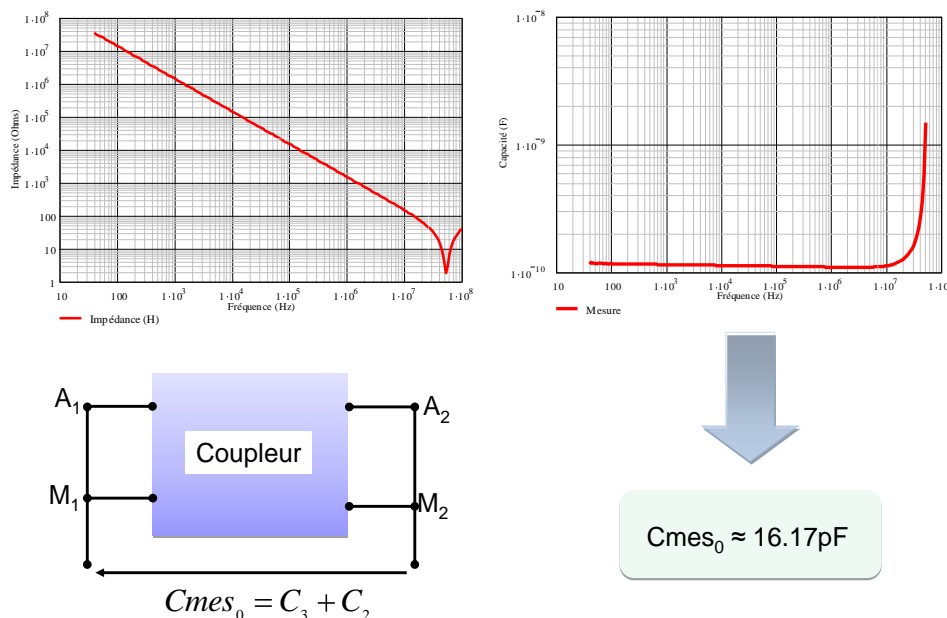 1·10⁸
1·10⁷
1·10⁶
1·10⁵
1·10⁴
1·10³
100
10
1
Impédance (Ohms)
10 100 1·10³ 1·10⁴ 1·10⁵ 1·10⁶ 1·10⁷ 1·10⁸
Fréquence (Hz)
Impédance (H)
1·10⁻⁸
1·10⁻⁹
1·10⁻¹⁰
Capacité (F)
10 100 1·10³ 1·10⁴ 1·10⁵ 1·10⁶ 1·10⁷ 1·10
Fréquence (Hz)
Mesure
A₁
A₂
Coupleur
M₁
M₂
Cmes₀ = C₃ + C₂
Cmes₀ ≈ 16.17pF